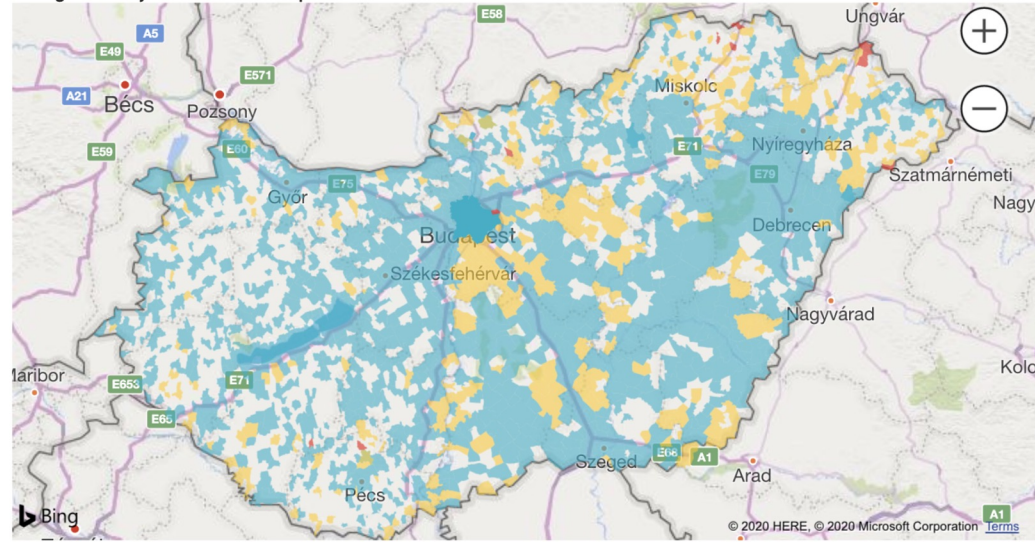 E58
Ungvár
A5
E49
E571
A21
Bécs
Pozsony
Miskolc
E59
E60
E71
Nyíregyháza
E75
E79
Szatmárnémeti
Győr
Nagy
Debrecen
Budapest
Székesfehérvár
Nagyvárad
Maribor
E653
E71
Kolo
E65
Szeged
E68
A1
Arad
Pécs
Bing
A1
© 2020 HERE, © 2020 Microsoft Corporation Terms